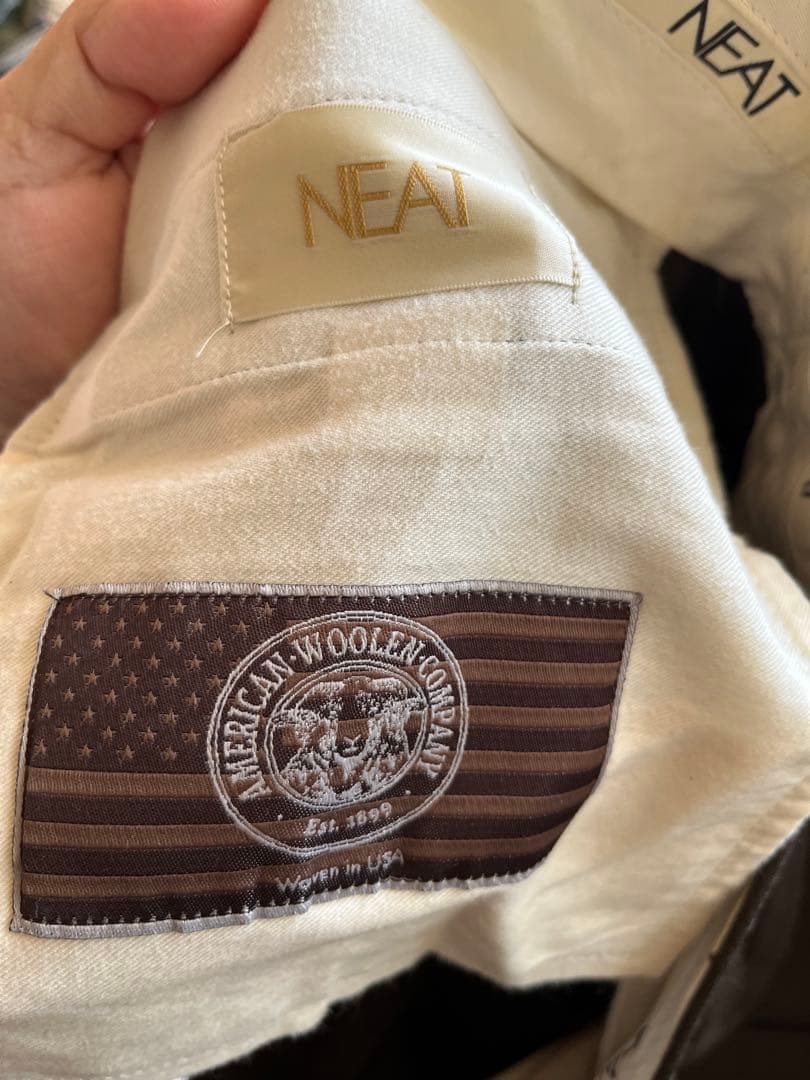 NEAT
NEAT
AMERICAN · WOOLEN COMPANY
Est. 1899
Woven in USA